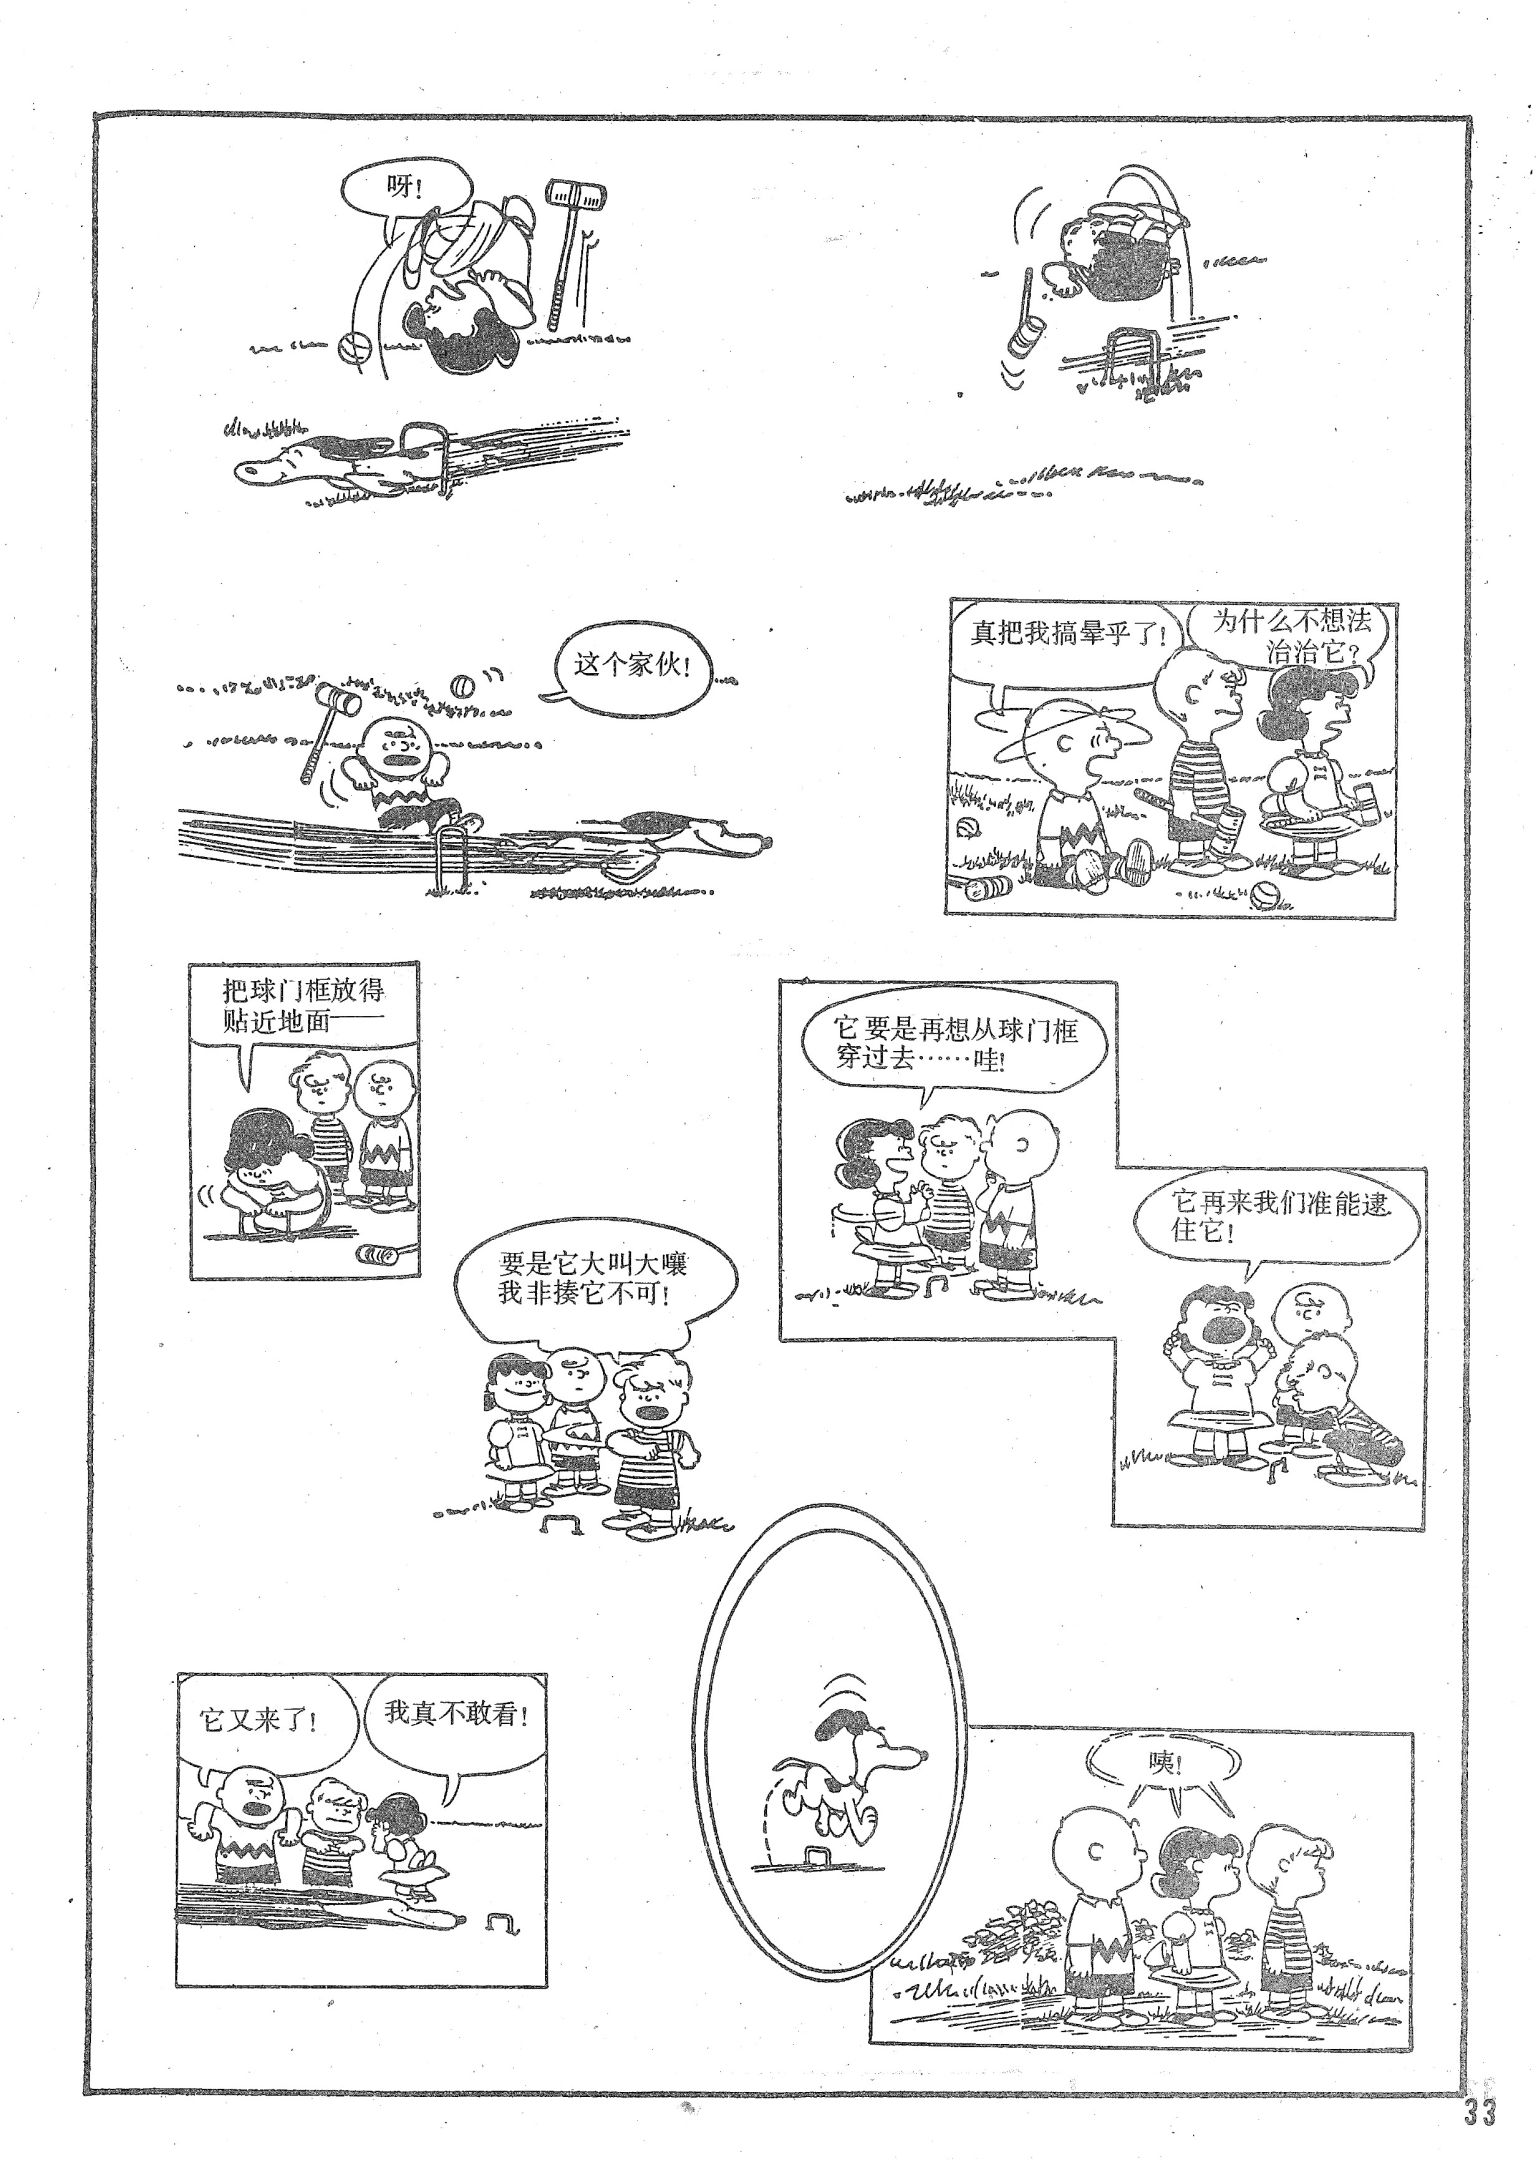 呀!
这个家伙!
真把我搞晕乎了!
为什么不想法
治治它?
把球门框放得
贴近地面——
它要是再想从球门框
穿过去……哇!
它再来我们准能逮
住它!
要是它大叫大嚷
我非揍它不可!
它又来了!
我真不敢看!
咦!
33